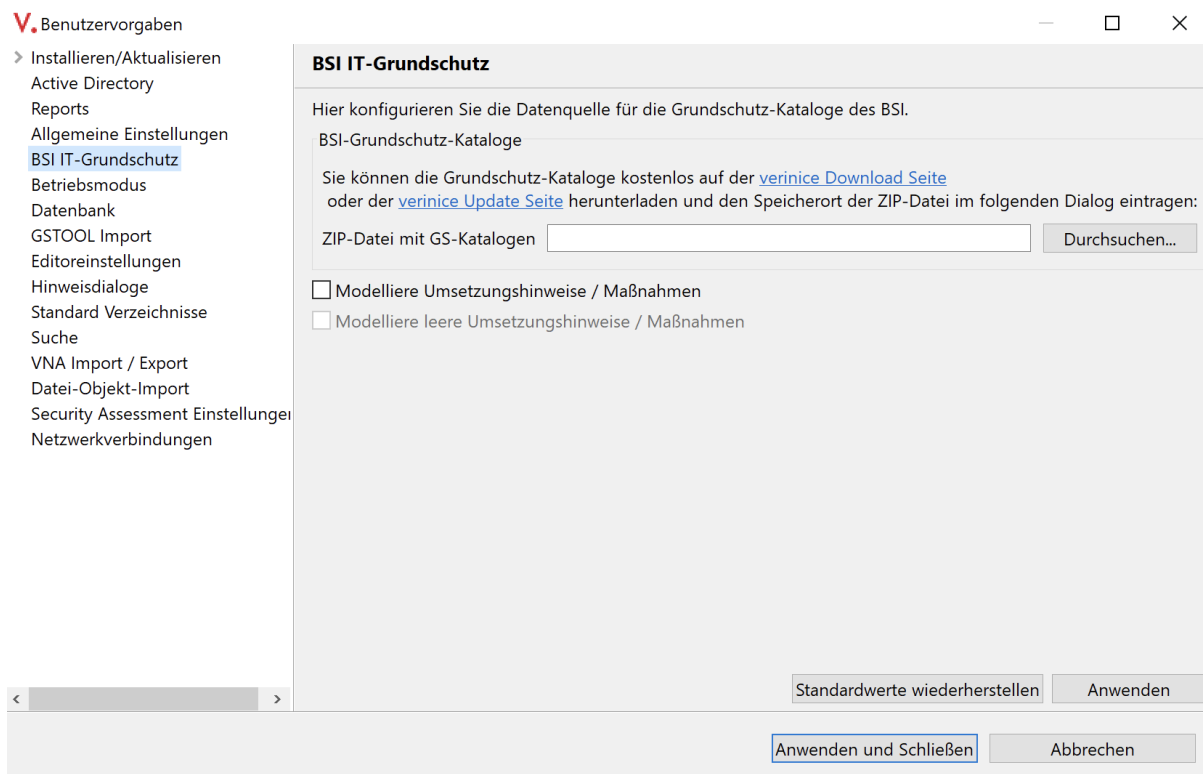 V. Benutzervorgaben
Installieren/Aktualisieren
Active Directory
Reports
Allgemeine Einstellungen
BSI IT-Grundschutz
Betriebsmodus
Datenbank
GSTOOL Import
Editoreinstellungen
Hinweisdialoge
Standard Verzeichnisse
Suche
VNA Import / Export
Datei-Objekt-Import
Security Assessment Einstellungen
Netzwerkverbindungen
BSI IT-Grundschutz
Hier konfigurieren Sie die Datenquelle für die Grundschutz-Kataloge des BSI.
BSI-Grundschutz-Kataloge
Sie können die Grundschutz-Kataloge kostenlos auf der verinice Download Seite
oder der verinice Update Seite herunterladen und den Speicherort der ZIP-Datei im folgenden Dialog eintragen:
ZIP-Datei mit GS-Katalogen Durchsuchen...
Modelliere Umsetzungshinweise / Maßnahmen
Modelliere leere Umsetzungshinweise / Maßnahmen
Standardwerte wiederherstellen Anwenden
Anwenden und Schließen Abbrechen